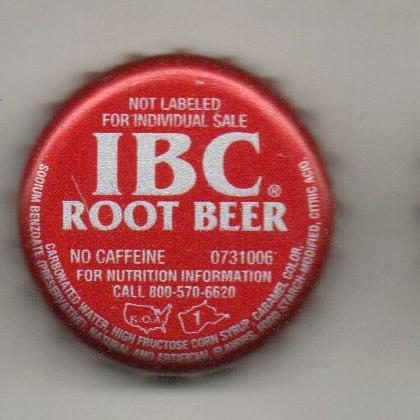 NOT LABELED
FOR INDIVIDUAL SALE
IBC®
ROOT BEER
NO CAFFEINE 0731006
FOR NUTRITION INFORMATION
CALL 800-570-6620
K.O.A 1
CARBONATED WATER, HIGH FRUCTOSE CORN SYRUP, CARAMEL COLOR,
SODIUM BENZOATE (PRESERVATIVE), NATURAL AND ARTIFICIAL FLAVORS, FOOD STARCH-MODIFIED, CITRIC ACID